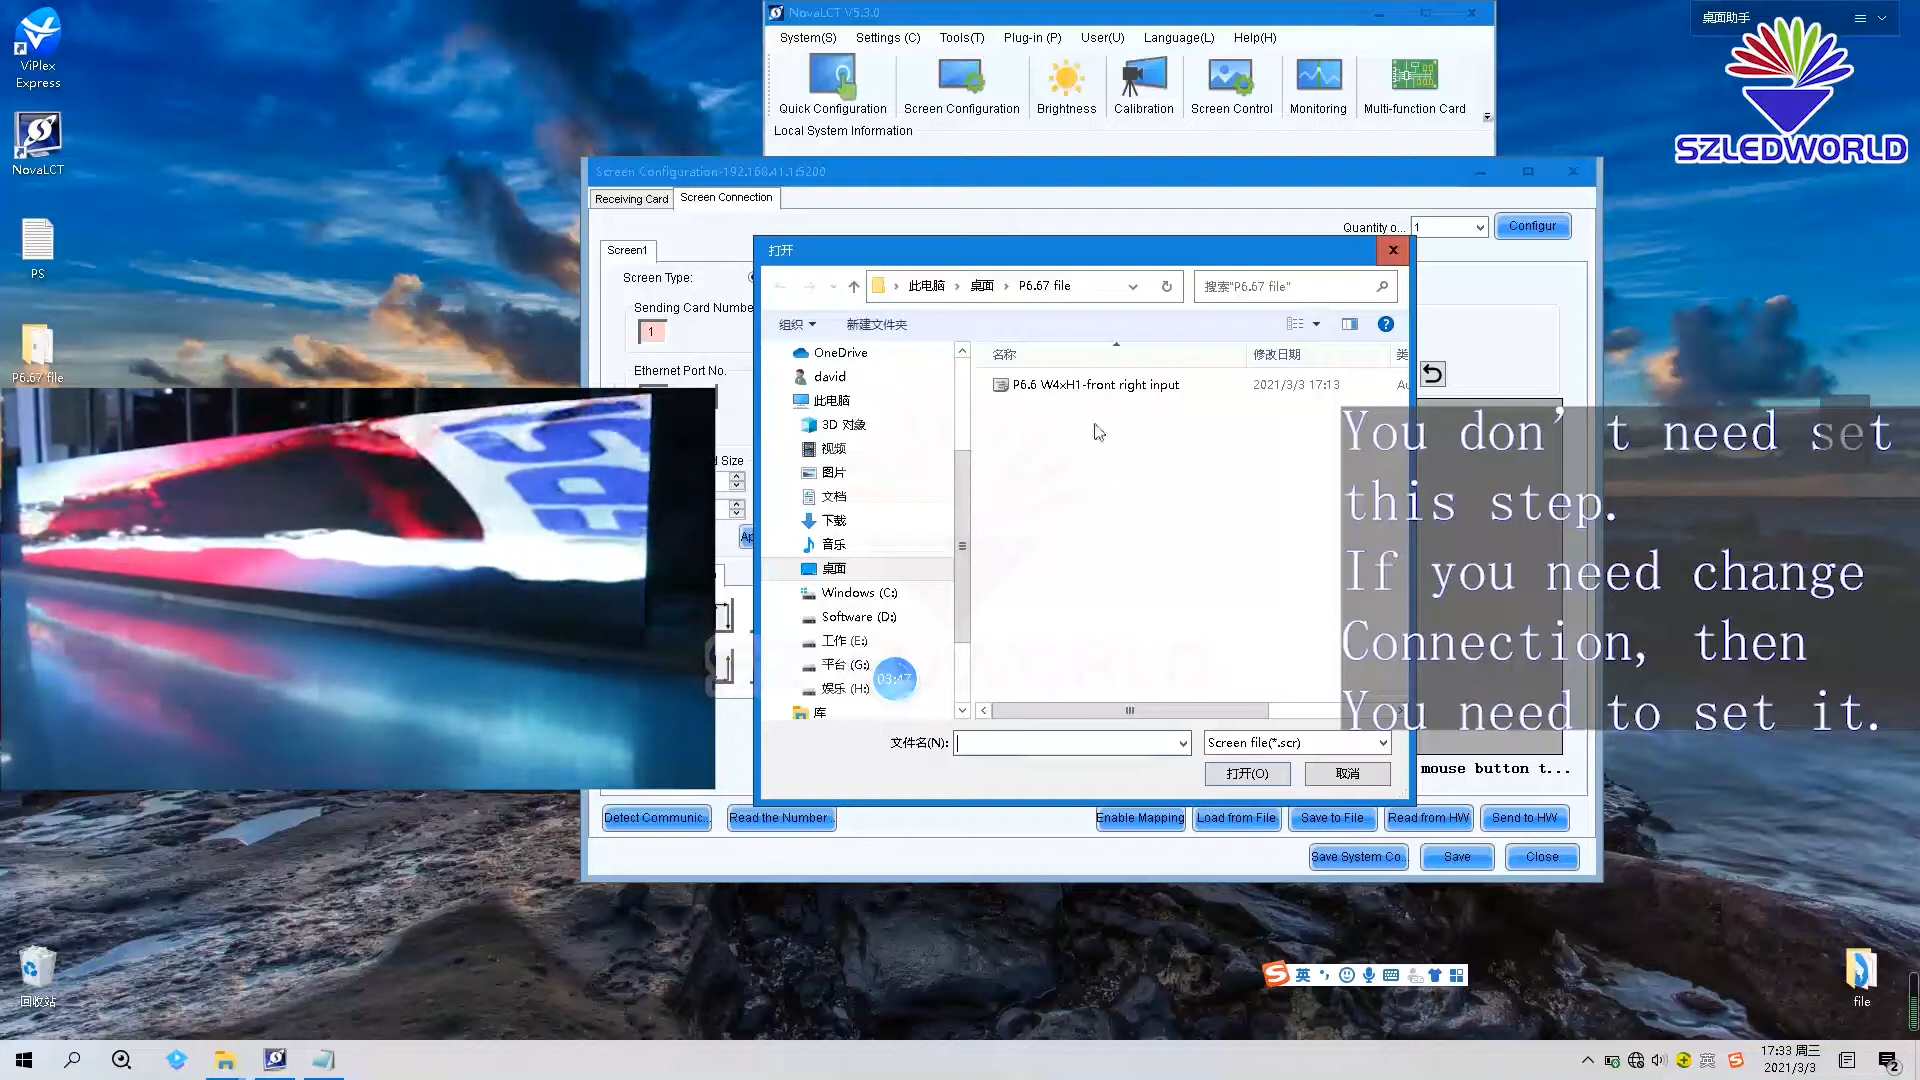 ViPlex
Express
NovaLCT
PS
P6.67 file
回收站
file
桌面助手
SZLEDWORLD
NovaLCT V5.3.0
System(S) Settings (C) Tools(T) Plug-in (P) User(U) Language(L) Help(H)
Quick Configuration Screen Configuration Brightness Calibration Screen Control Monitoring Multi-function Card
Local System Information
Screen Configuration-192.168.41.1:5200
Receiving Card Screen Connection
Quantity o... 1 Configur
Screen1
Screen Type:
Sending Card Numbe
1
Ethernet Port No.
d Size
Ap
打开
此电脑 桌面 P6.67 file
搜索"P6.67 file"
组织 新建文件夹
名称 修改日期 类
P6.6 W4xH1-front right input 2021/3/3 17:13 Au
OneDrive
david
此电脑
3D 对象
视频
图片
文档
下载
音乐
桌面
Windows (C:)
Software (D:)
工作 (E:)
平台 (G:)
娱乐 (H:)
库
03:47
文件名(N): Screen file(*.scr)
打开(O) 取消
You don't need set
this step.
If you need change
Connection, then
You need to set it.
mouse button t...
Detect Communic... Read the Number... Enable Mapping Load from File Save to File Read from HW Send to HW
Save System Co... Save Close
英
英
17:33 周三
2021/3/3
2